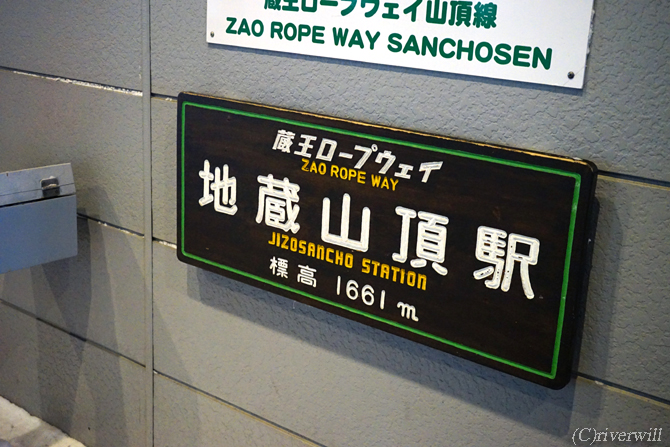 蔵王ロープウェイ山頂線
ZAO ROPE WAY SANCHOSEN
蔵王ロープウェイ
ZAO ROPE WAY
地蔵山頂駅
JIZOSANCHO STATION
標高 1661m
(C)riverwill